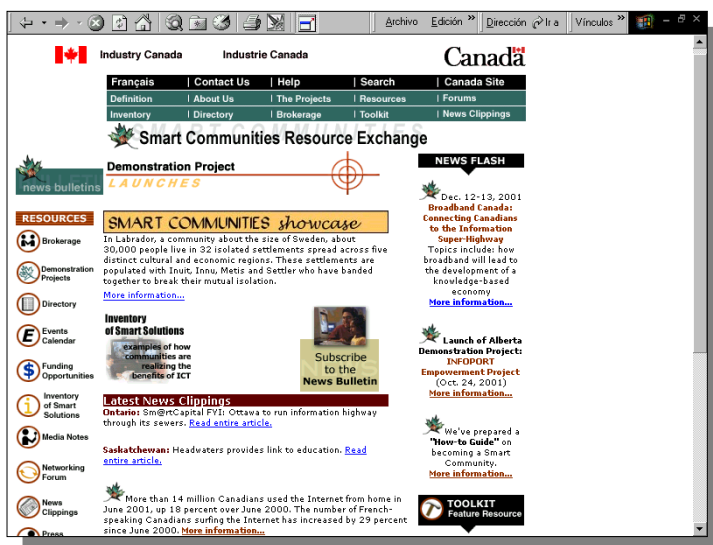 Archivo Edición » Dirección Ir a Vínculos »
Industry Canada Industrie Canada Canada
Français | Contact Us | Help | Search | Canada Site
Definition | About Us | The Projects | Resources | Forums
Inventory | Directory | Brokerage | Toolkit | News Clippings
SMART COMMUNITIES
Smart Communities Resource Exchange
news bulletins
Demonstration Project
LAUNCHES
RESOURCES
Brokerage
Demonstration
Projects
Directory
Events
Calendar
Funding
Opportunities
Inventory
of Smart
Solutions
Media Notes
Networking
Forum
News
Clippings
Press
SMART COMMUNITIES showcase
In Labrador, a community about the size of Sweden, about
30,000 people live in 32 isolated settlements spread across five
distinct cultural and economic regions. These settlements are
populated with Inuit, Innu, Metis and Settler who have banded
together to break their mutual isolation.
More information...
Inventory
of Smart Solutions
examples of how
communities are
realizing the
benefits of ICT
Subscribe
to the
News Bulletin
Latest News Clippings
Ontario: Sm@rtCapital FYI: Ottawa to run information highway
through its sewers. Read entire article.
Saskatchewan: Headwaters provides link to education. Read
entire article.
More than 14 million Canadians used the Internet from home in
June 2001, up 18 percent over June 2000. The number of French-
speaking Canadians surfing the Internet has increased by 29 percent
since June 2000. More information...
NEWS FLASH
Dec. 12-13, 2001
Broadband Canada:
Connecting Canadians
to the Information
Super-Highway
Topics include: how
broadband will lead to
the development of a
knowledge-based
economy
More information...
Launch of Alberta
Demonstration Project:
INFOPORT
Empowerment Project
(Oct. 24, 2001)
More information...
We've prepared a
"How-to Guide" on
becoming a Smart
Community.
More information...
TOOLKIT
Feature Resource